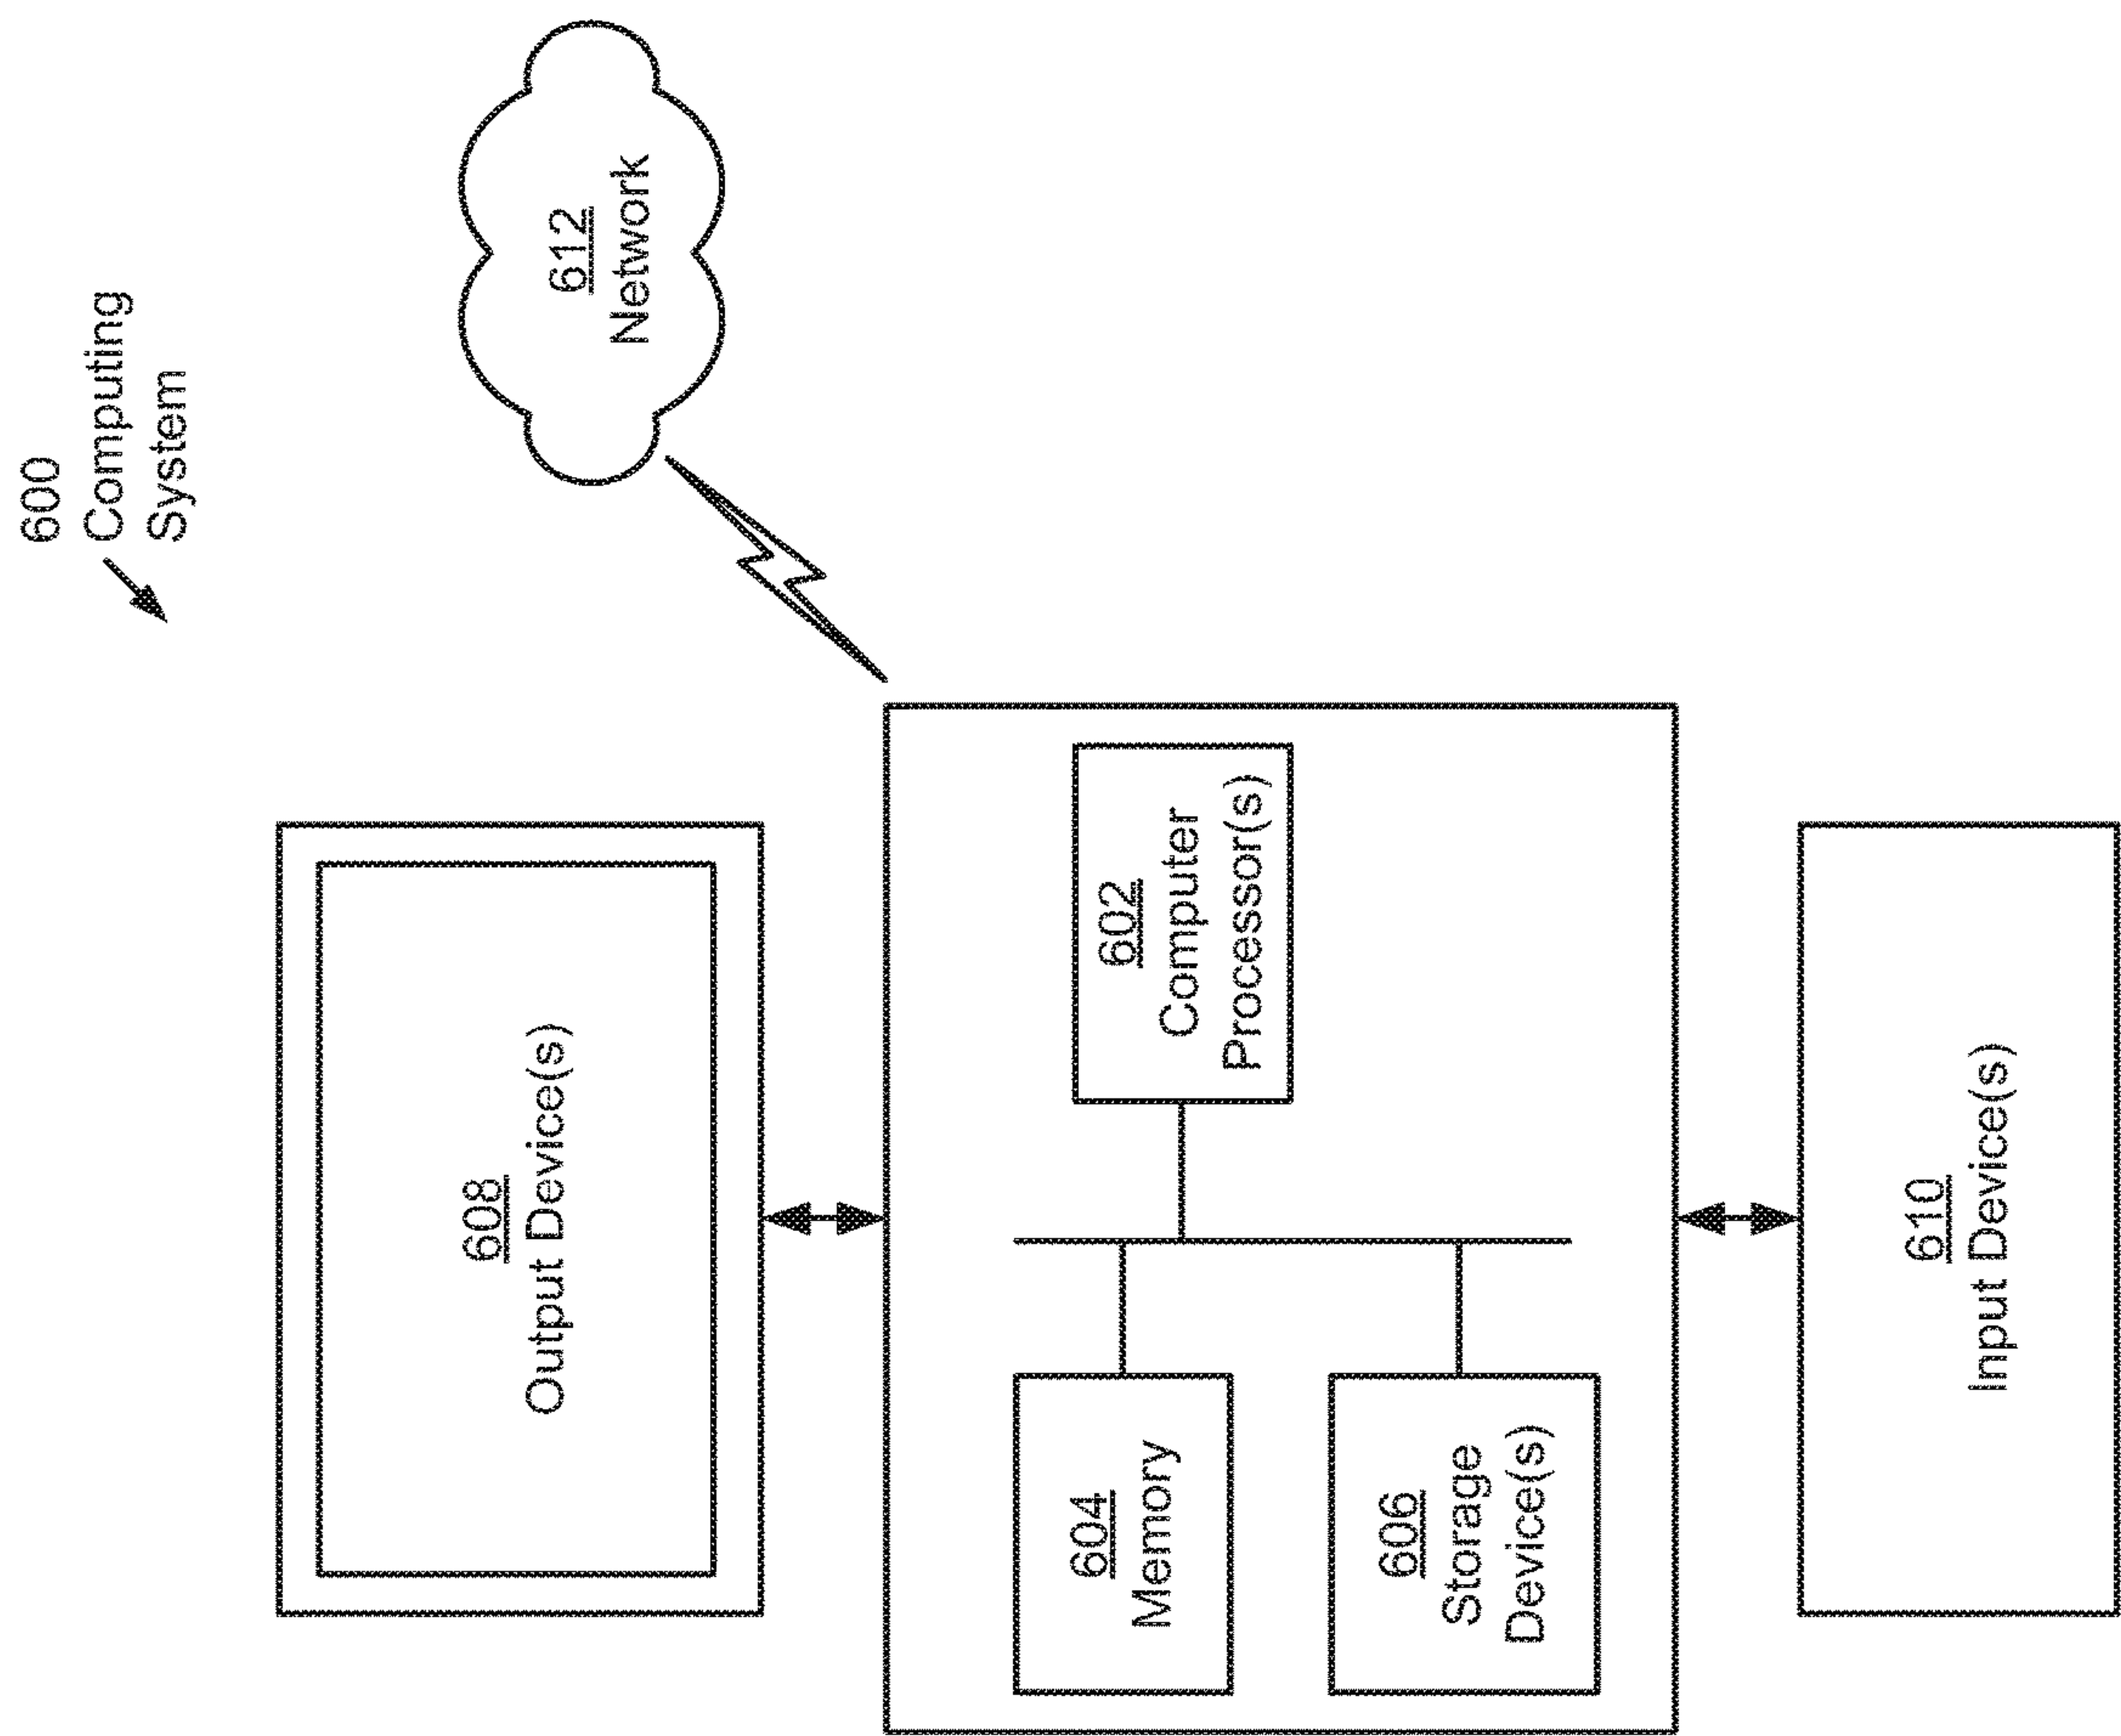 600
Computing
System
608
Output Device(s)
612
Network
602
Computer
Processor(s)
604
Memory
606
Storage
Device(s)
610
Input Device(s)